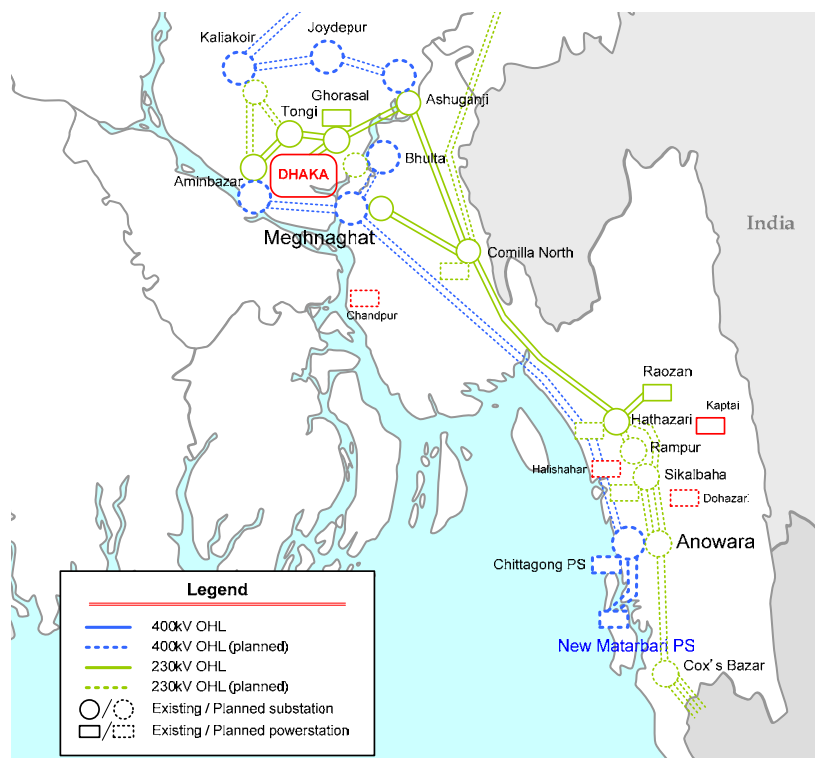 Joydepur
Kaliakoir
Ghorasal
Tongi
Ashuganji
Bhulta
DHAKA
Aminbazar
Meghnaghat
Comilla North
India
Chandpur
Raozan
Kaptai
Hathazari
Rampur
Halishahar
Sikalbaha
Dohazari
Anowara
Chittagong PS
New Matarbari PS
Cox's Bazar
Legend
400kV OHL
400kV OHL (planned)
230kV OHL
230kV OHL (planned)
Existing / Planned substation
Existing / Planned powerstation